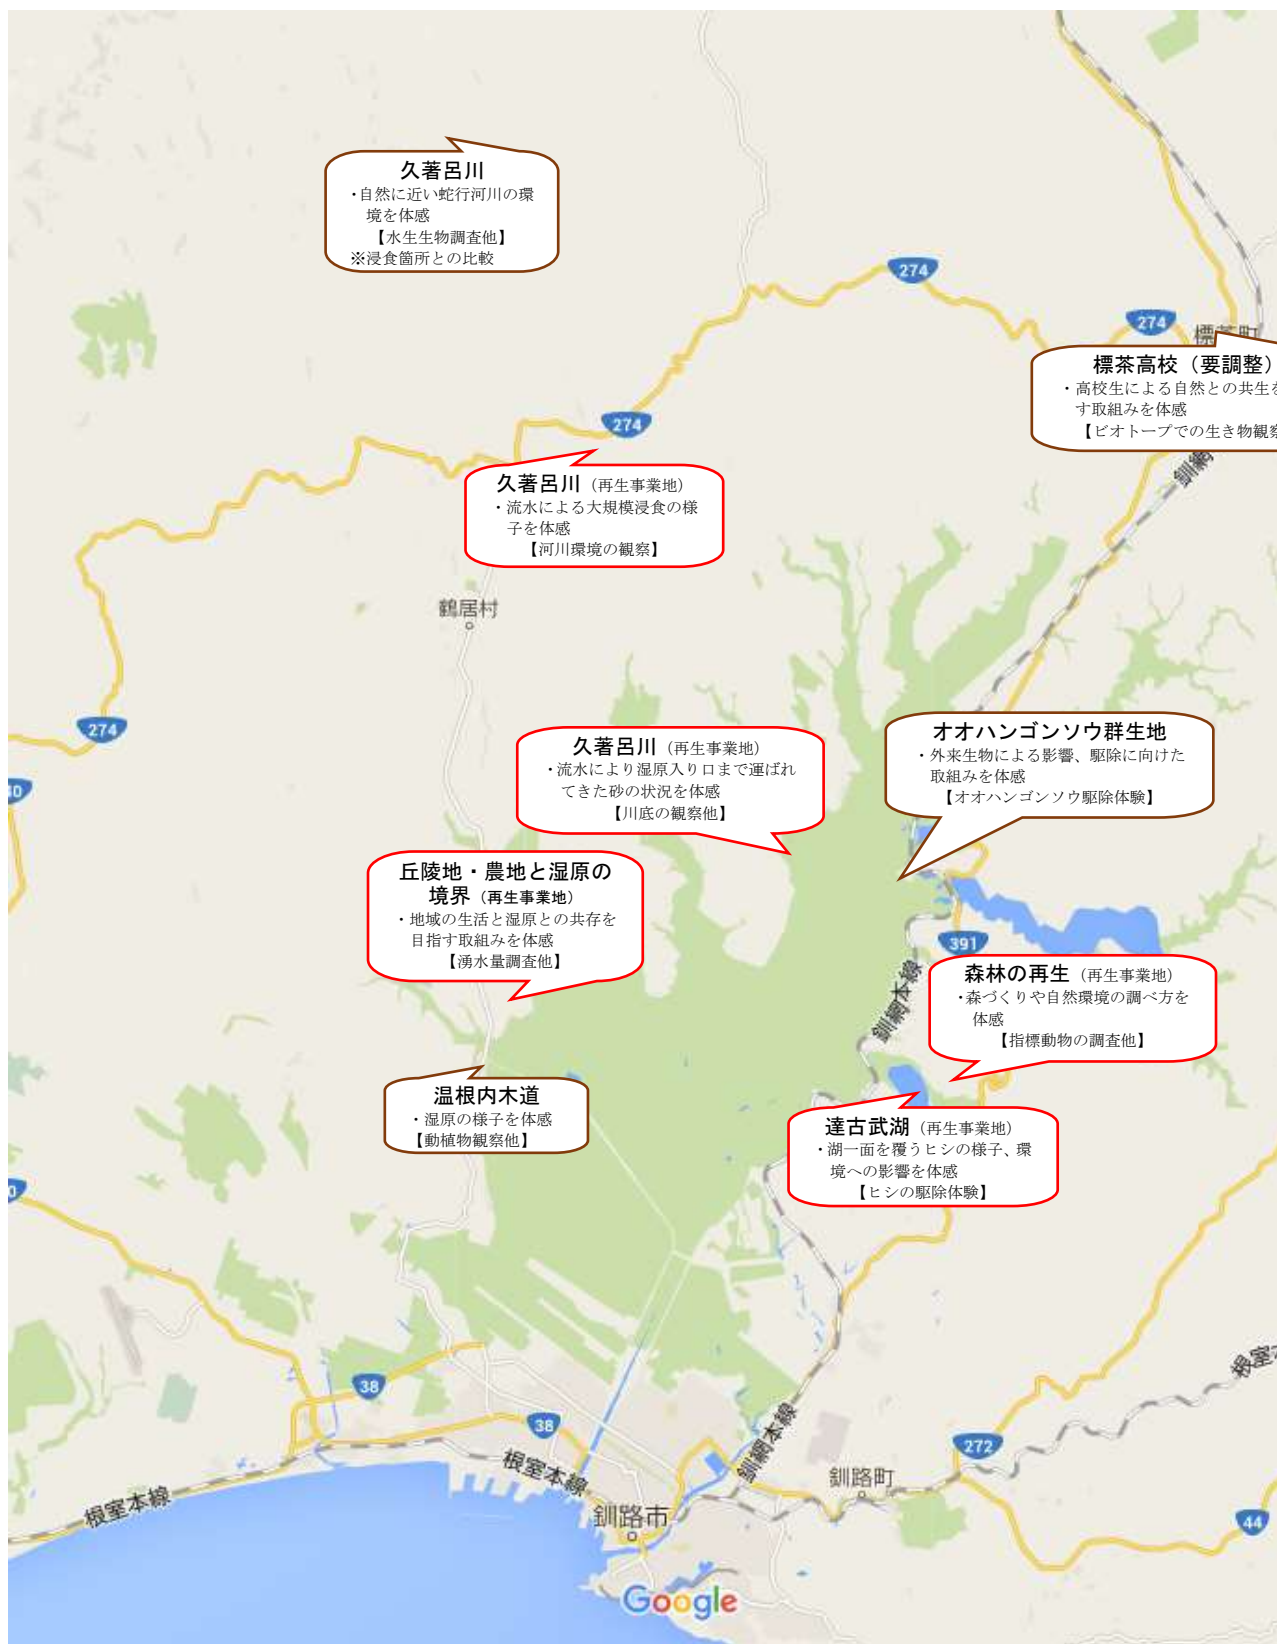 久著呂川
・自然に近い蛇行河川の環
境を体感
【水生生物調査他】
※浸食箇所との比較
274
274
標茶町
標茶高校（要調整）
・高校生による自然との共生を
す取組みを体感
【ビオトープでの生き物観察
釧網
274
久著呂川（再生事業地）
・流水による大規模浸食の様
子を体感
【河川環境の観察】
鶴居村
274
久著呂川（再生事業地）
・流水により湿原入り口まで運ばれ
てきた砂の状況を体感
【川底の観察他】
オオハンゴンソウ群生地
・外来生物による影響、駆除に向けた
取組みを体感
【オオハンゴンソウ駆除体験】
丘陵地・農地と湿原の
境界（再生事業地）
・地域の生活と湿原との共存を
目指す取組みを体感
【湧水量調査他】
391
釧網本線
森林の再生（再生事業地）
・森づくりや自然環境の調べ方を
体感
【指標動物の調査他】
温根内木道
・湿原の様子を体感
【動植物観察他】
達古武湖（再生事業地）
・湖一面を覆うヒシの様子、環
境への影響を体感
【ヒシの駆除体験】
38
38
根室本線
根室本線
釧網本線
272
根室本
釧路町
釧路市
44
Google